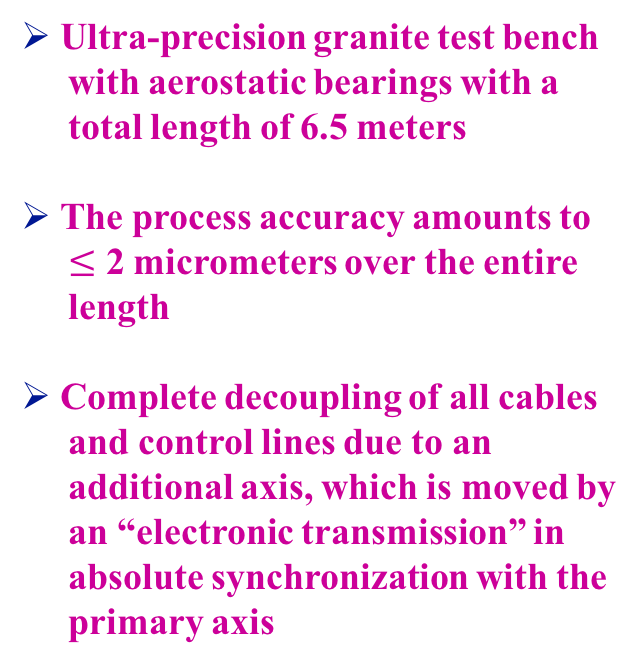 ➢ Ultra-precision granite test bench
with aerostatic bearings with a
total length of 6.5 meters
➢ The process accuracy amounts to
≤ 2 micrometers over the entire
length
➢ Complete decoupling of all cables
and control lines due to an
additional axis, which is moved by
an “electronic transmission” in
absolute synchronization with the
primary axis